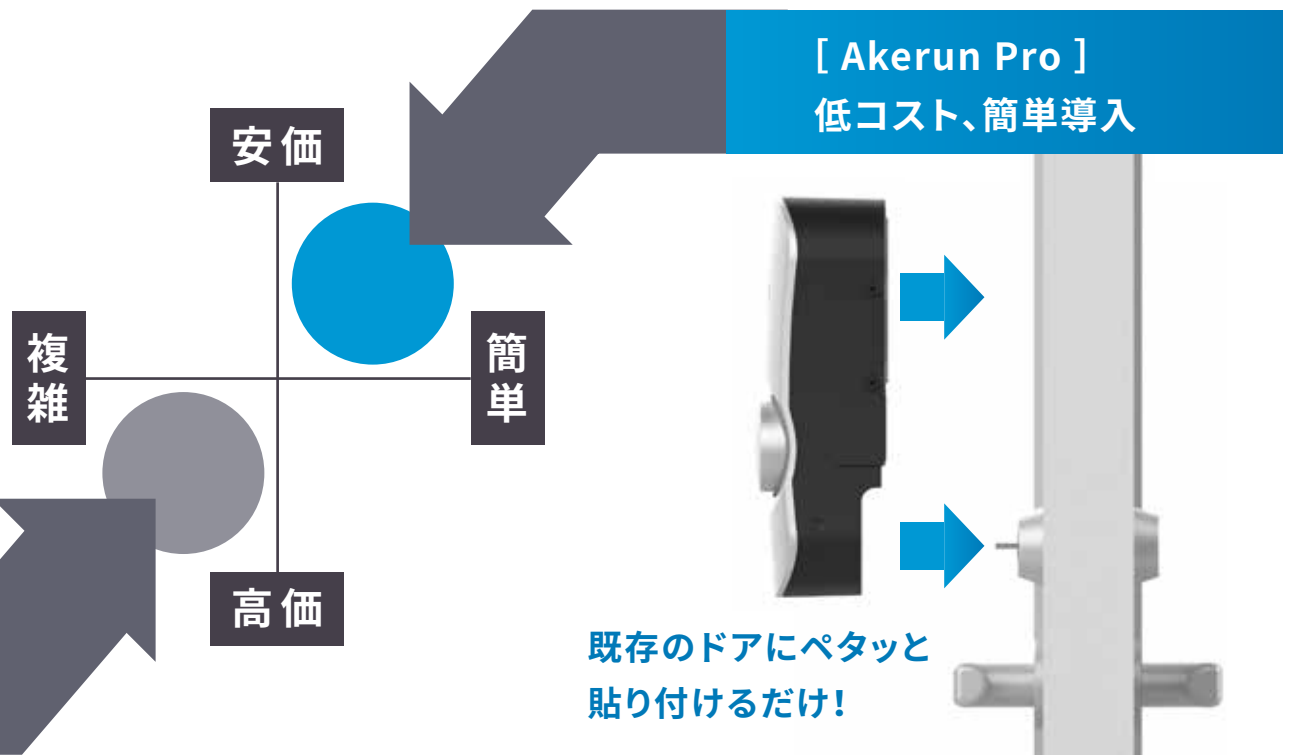 [ Akerun Pro ]
低コスト、簡単導入
安価
複雑
簡単
高価
既存のドアにペタッと
貼り付けるだけ！